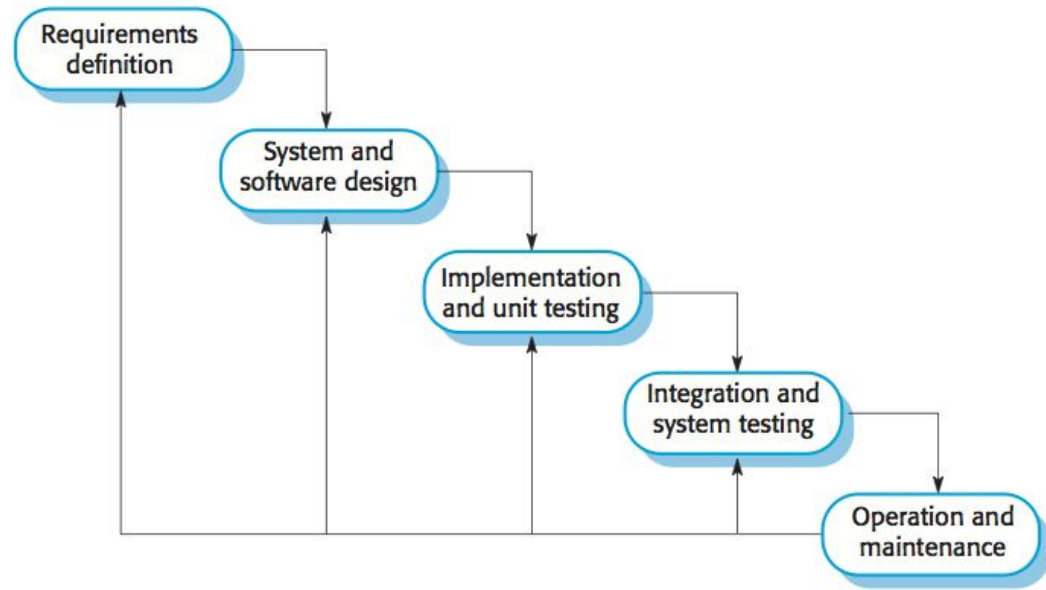 Requirements
definition
System and
software design
Implementation
and unit testing
Integration and
system testing
Operation and
maintenance